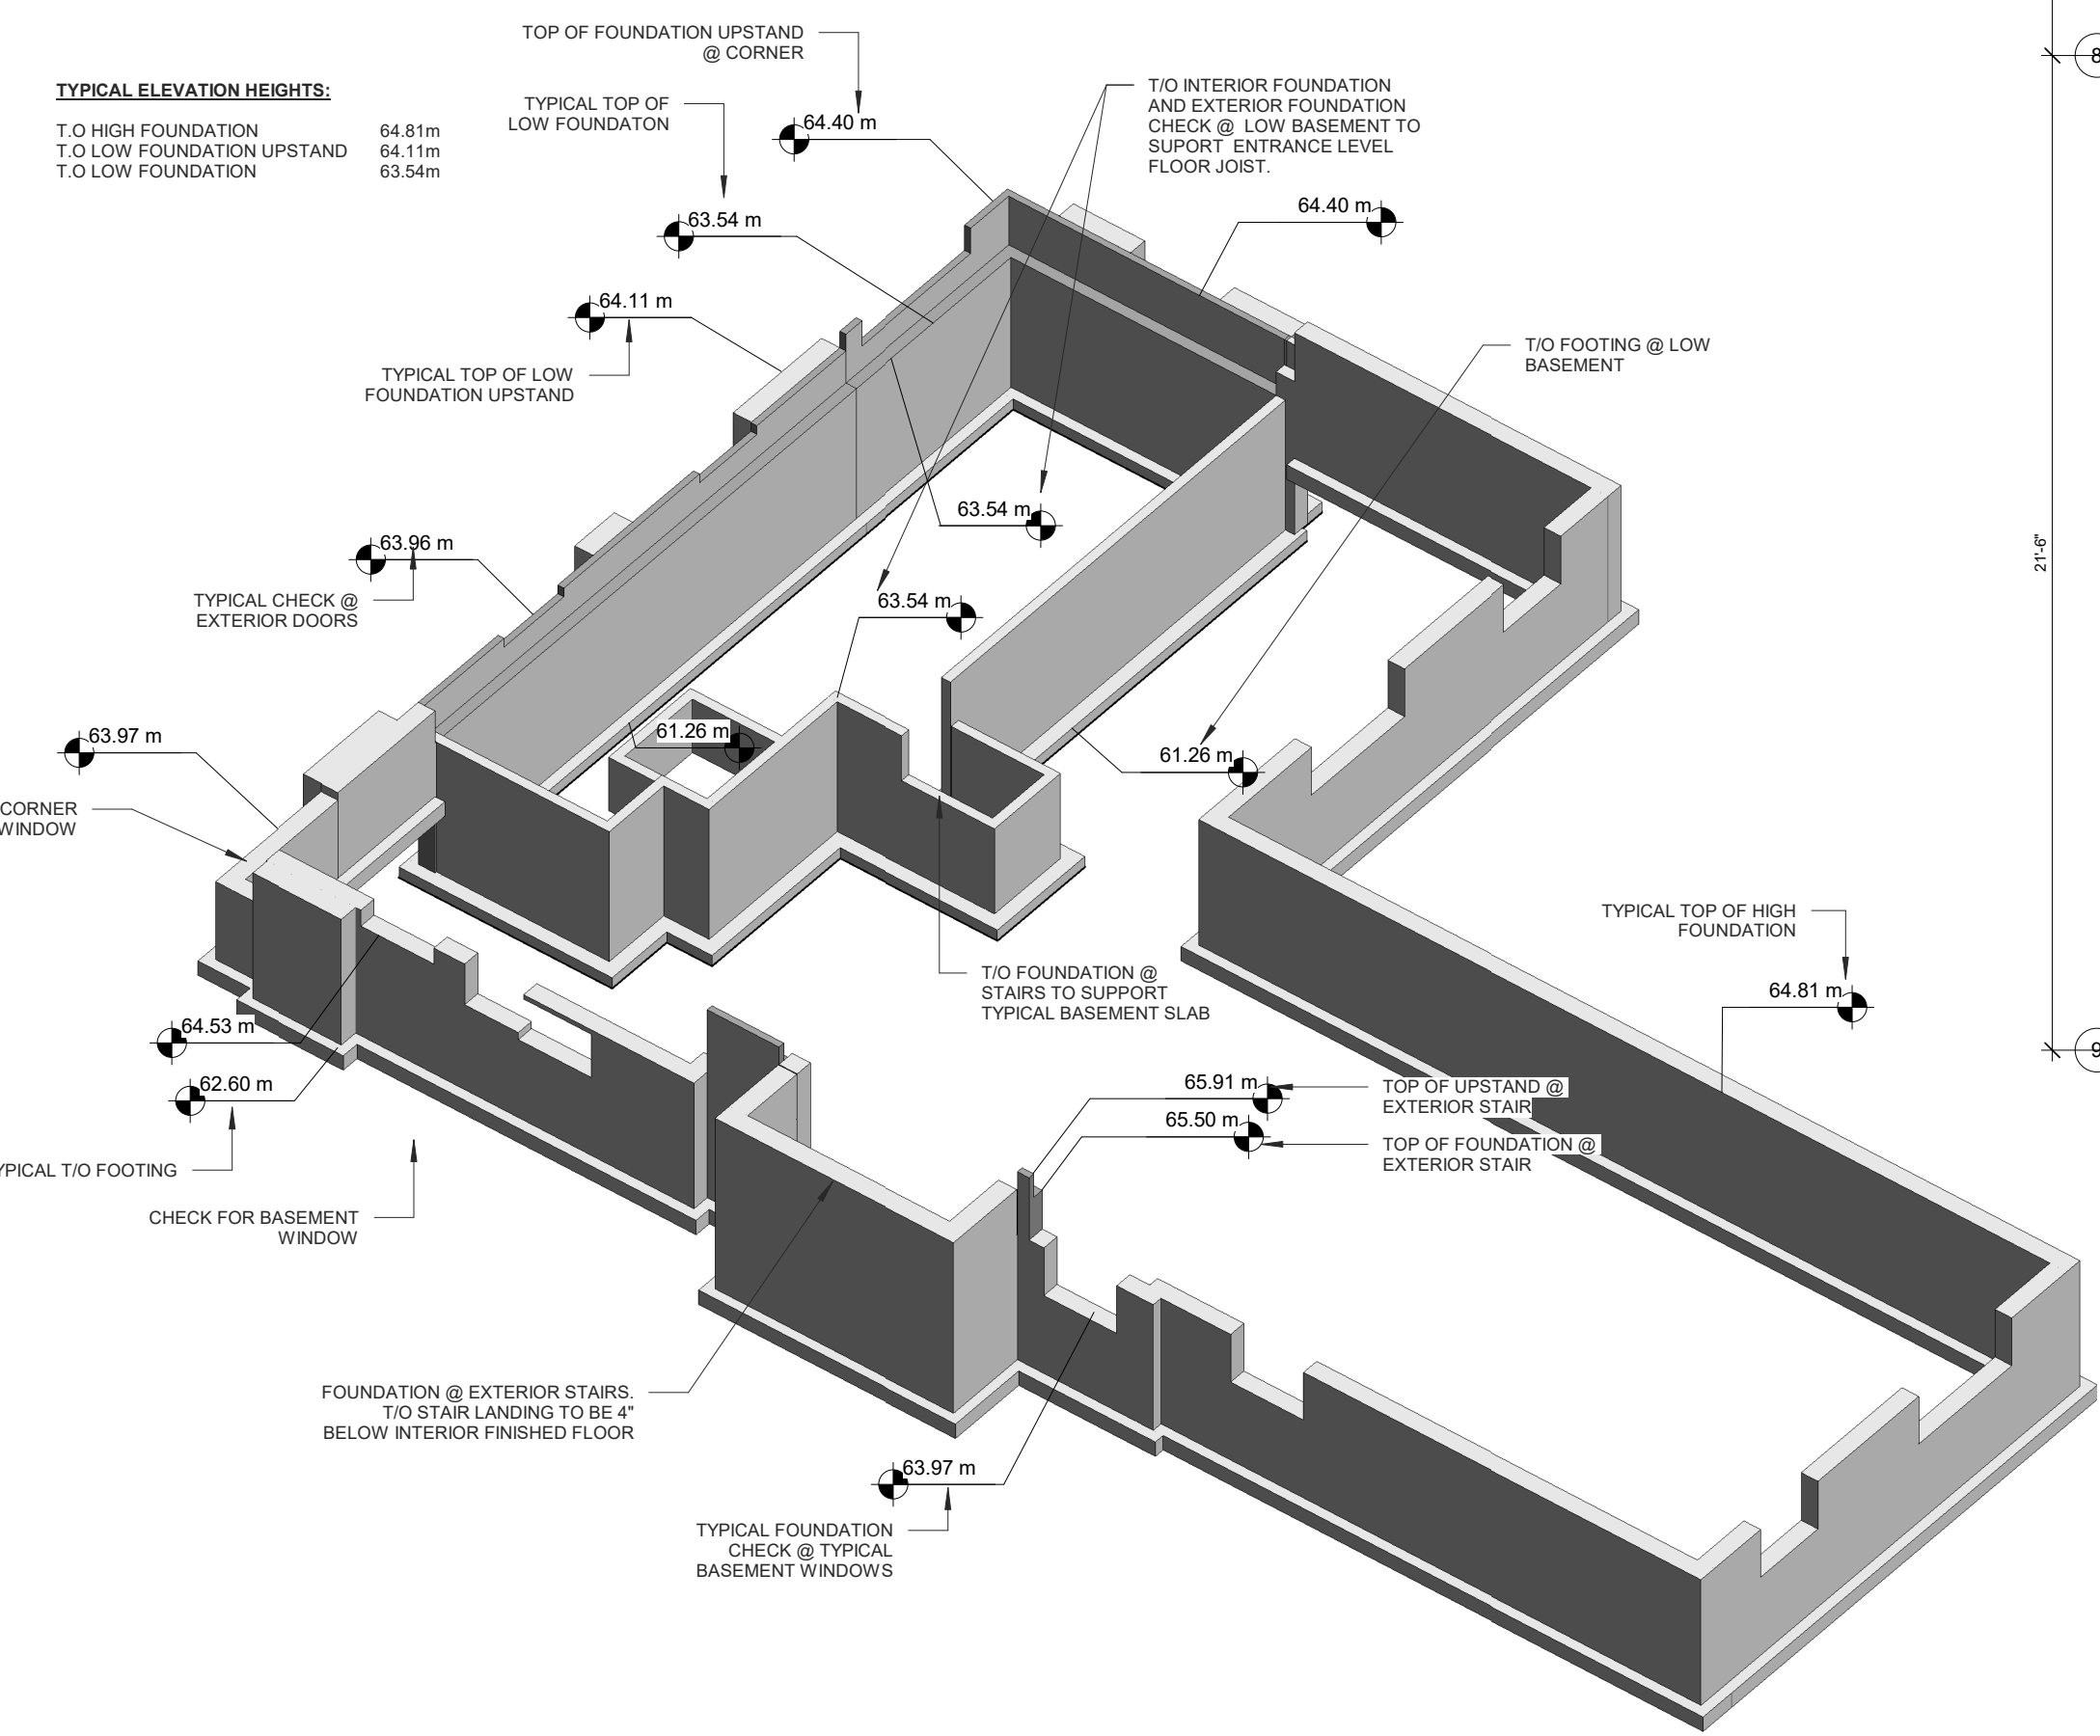 TOP OF FOUNDATION UPSTAND
@ CORNER
TYPICAL ELEVATION HEIGHTS:
T.O HIGH FOUNDATION 64.81m
T.O LOW FOUNDATION UPSTAND 64.11m
T.O LOW FOUNDATION 63.54m
TYPICAL TOP OF
LOW FOUNDATON
64.40 m
T/O INTERIOR FOUNDATION
AND EXTERIOR FOUNDATION
CHECK @ LOW BASEMENT TO
SUPORT ENTRANCE LEVEL
FLOOR JOIST.
63.54 m
64.40 m
64.11 m
TYPICAL TOP OF LOW
FOUNDATION UPSTAND
T/O FOOTING @ LOW
BASEMENT
63.54 m
63.96 m
TYPICAL CHECK @
EXTERIOR DOORS
63.54 m
21'-6"
8
9
63.97 m
61.26 m
61.26 m
CORNER
WINDOW
TYPICAL TOP OF HIGH
FOUNDATION
64.81 m
T/O FOUNDATION @
STAIRS TO SUPPORT
TYPICAL BASEMENT SLAB
64.53 m
62.60 m
YPICAL T/O FOOTING
CHECK FOR BASEMENT
WINDOW
65.91 m
TOP OF UPSTAND @
EXTERIOR STAIR
65.50 m
TOP OF FOUNDATION @
EXTERIOR STAIR
FOUNDATION @ EXTERIOR STAIRS.
T/O STAIR LANDING TO BE 4"
BELOW INTERIOR FINISHED FLOOR
63.97 m
TYPICAL FOUNDATION
CHECK @ TYPICAL
BASEMENT WINDOWS